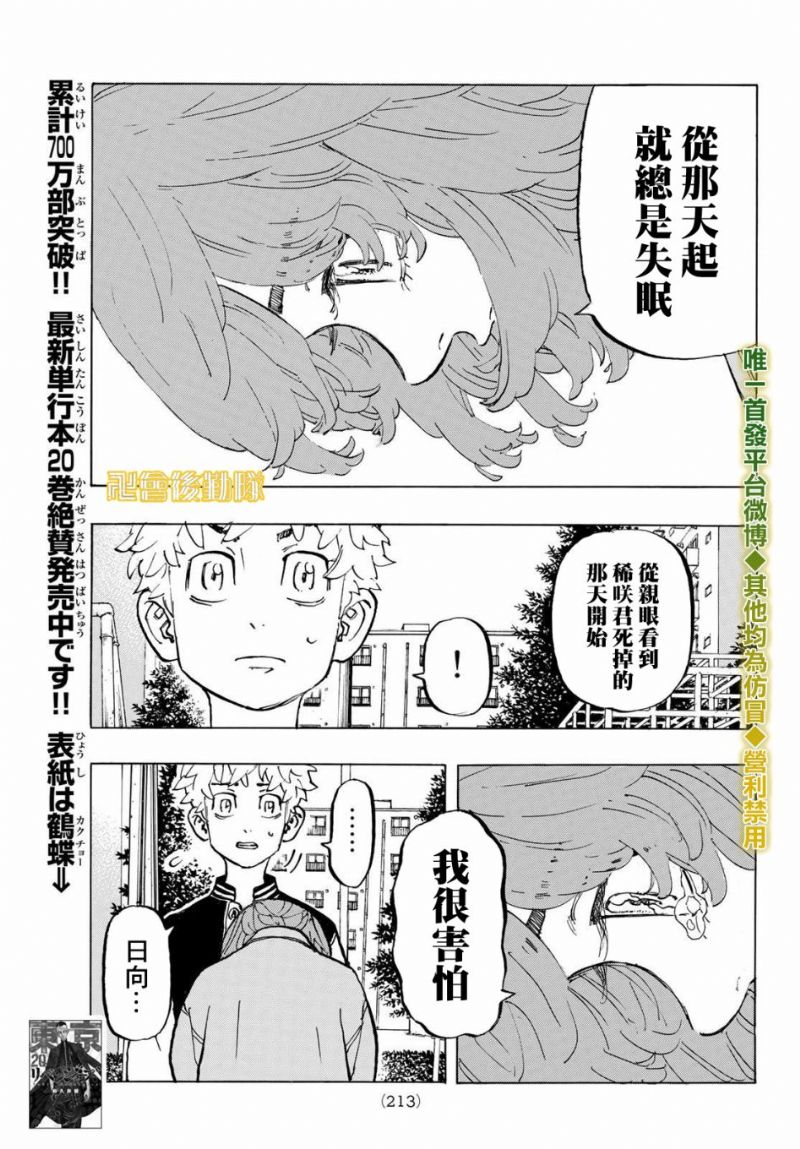 從那天起
就總是失眠
卍會後勤隊
從親眼看到
稀咲君死掉的
那天開始
！
我很害怕
……
日向…
唯一首發平台微博◆其他均為仿冒◆營利禁用
累計700万部突破!!
るいけい まんぶとっぱ
最新単行本20巻絶賛発売中です!!
さいしんたんこうぼん かんぜっさんはつばいちゅう
表紙は鶴蝶⇒
ひょうし カクチョー
東京
20
(213)